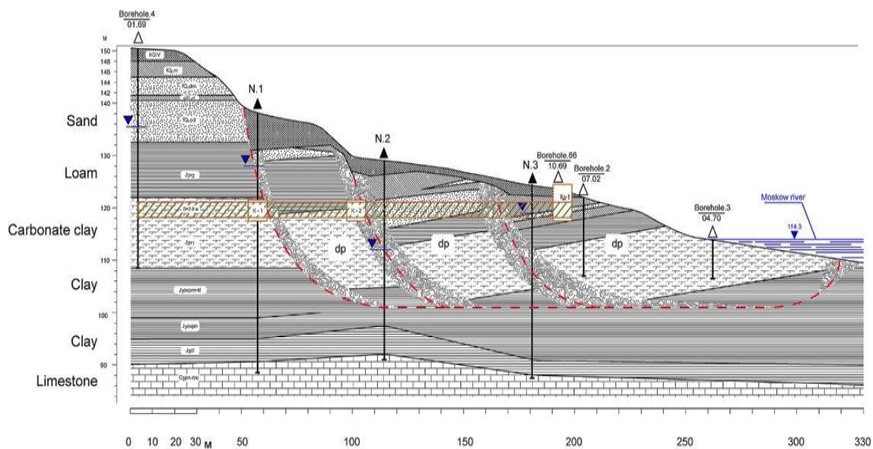 Borehole.4
01.69
M
150
146
144
142
140
130
120
110
100
90
Sand
Loam
Carbonate clay
Clay
Clay
Limestone
N.1
N.2
N.3
Borehole.66
10.69
Borehole.2
07.02
Borehole.3
04.70
Moskow river
114.3
dp
dp
dp
0 10 20 30 M 50 100 150 200 250 300 330